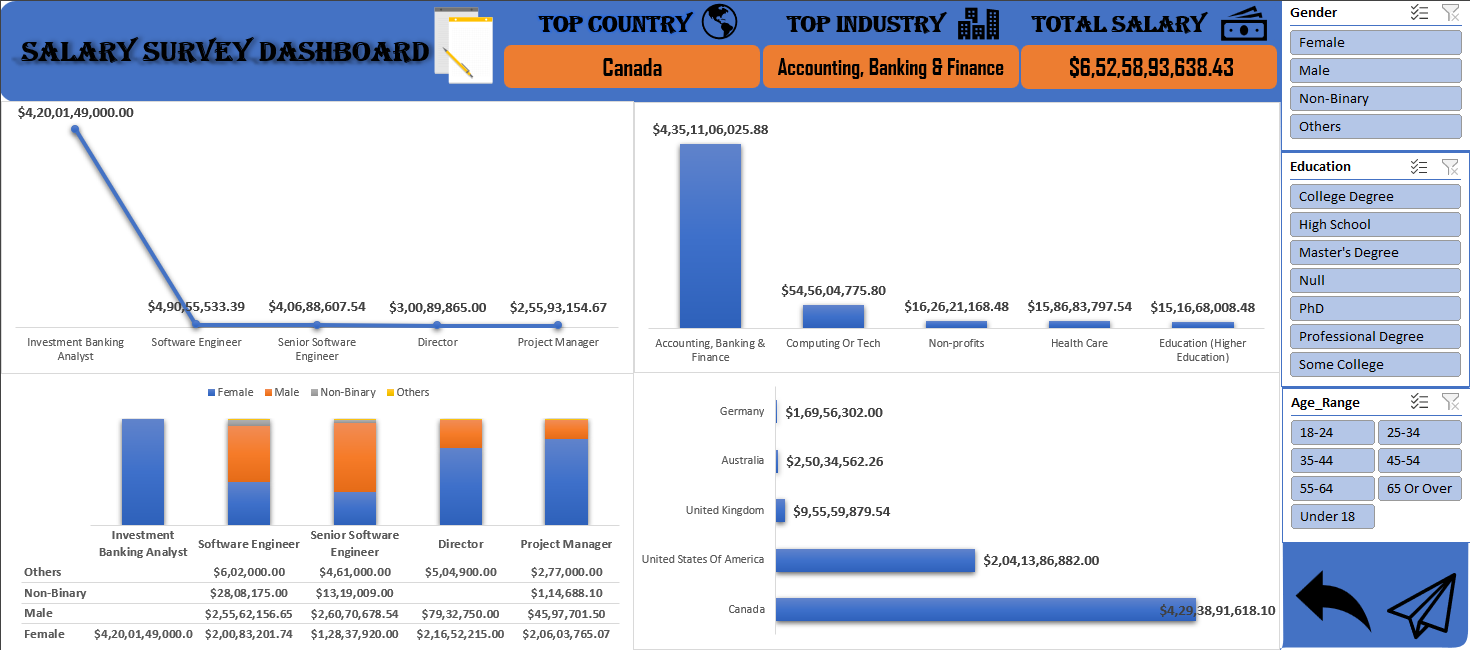 SALARY SURVEY DASHBOARD
TOP COUNTRY
Canada
TOP INDUSTRY
Accounting, Banking & Finance
TOTAL SALARY
$6,52,58,93,638.43
$4,20,01,49,000.00
$4,90,55,533.39
$4,06,88,607.54
$3,00,89,865.00
$2,55,93,154.67
Investment Banking
Analyst
Software Engineer
Senior Software
Engineer
Director
Project Manager
$4,35,11,06,025.88
$54,56,04,775.80
$16,26,21,168.48
$15,86,83,797.54
$15,16,68,008.48
Accounting, Banking &
Finance
Computing Or Tech
Non-profits
Health Care
Education (Higher
Education)
Female Male Non-Binary Others
Investment
Banking Analyst
Software Engineer
Senior Software
Engineer
Director
Project Manager
Others $6,02,000.00 $4,61,000.00 $5,04,900.00 $2,77,000.00
Non-Binary $28,08,175.00 $13,19,009.00 $1,14,688.10
Male $2,55,62,156.65 $2,60,70,678.54 $79,32,750.00 $45,97,701.50
Female $4,20,01,49,000.0 $2,00,83,201.74 $1,28,37,920.00 $2,16,52,215.00 $2,06,03,765.07
Germany $1,69,56,302.00
Australia $2,50,34,562.26
United Kingdom $9,55,59,879.54
United States Of America $2,04,13,86,882.00
Canada $4,29,38,91,618.10
Gender
Female
Male
Non-Binary
Others
Education
College Degree
High School
Master's Degree
Null
PhD
Professional Degree
Some College
Age_Range
18-24 25-34
35-44 45-54
55-64 65 Or Over
Under 18